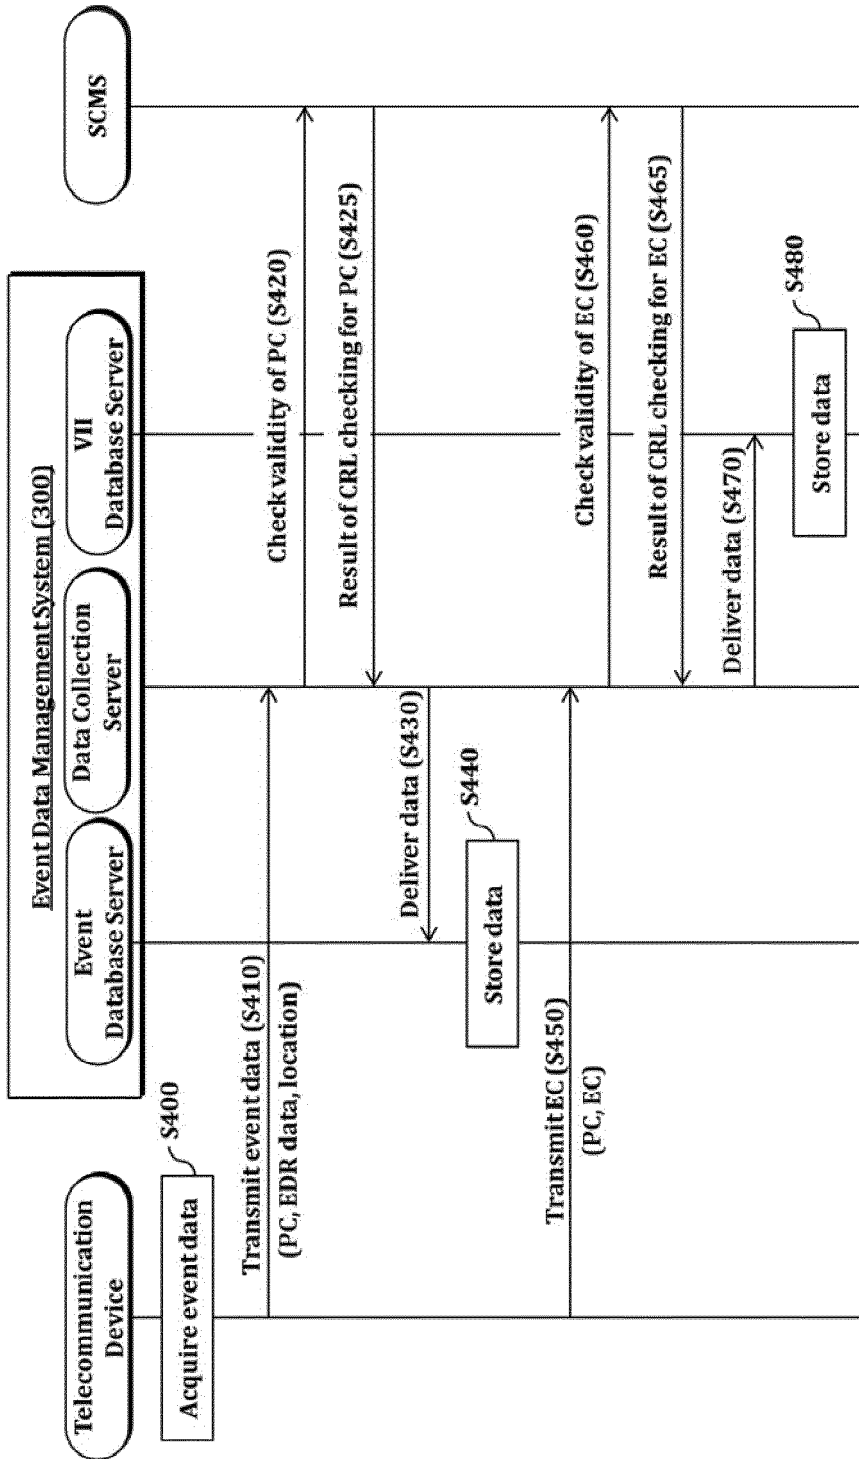 Event Data Management System (300)
Telecommunication
Device
Event
Database Server
Data Collection
Server
VII
Database Server
SCMS
Acquire event data
S400
Transmit event data (S410)
(PC, EDR data, location)
Check validity of PC (S420)
Result of CRL checking for PC (S425)
Deliver data (S430)
Store data
S440
Transmit EC (S450)
(PC, EC)
Check validity of EC (S460)
Result of CRL checking for EC (S465)
Deliver data (S470)
Store data
S480